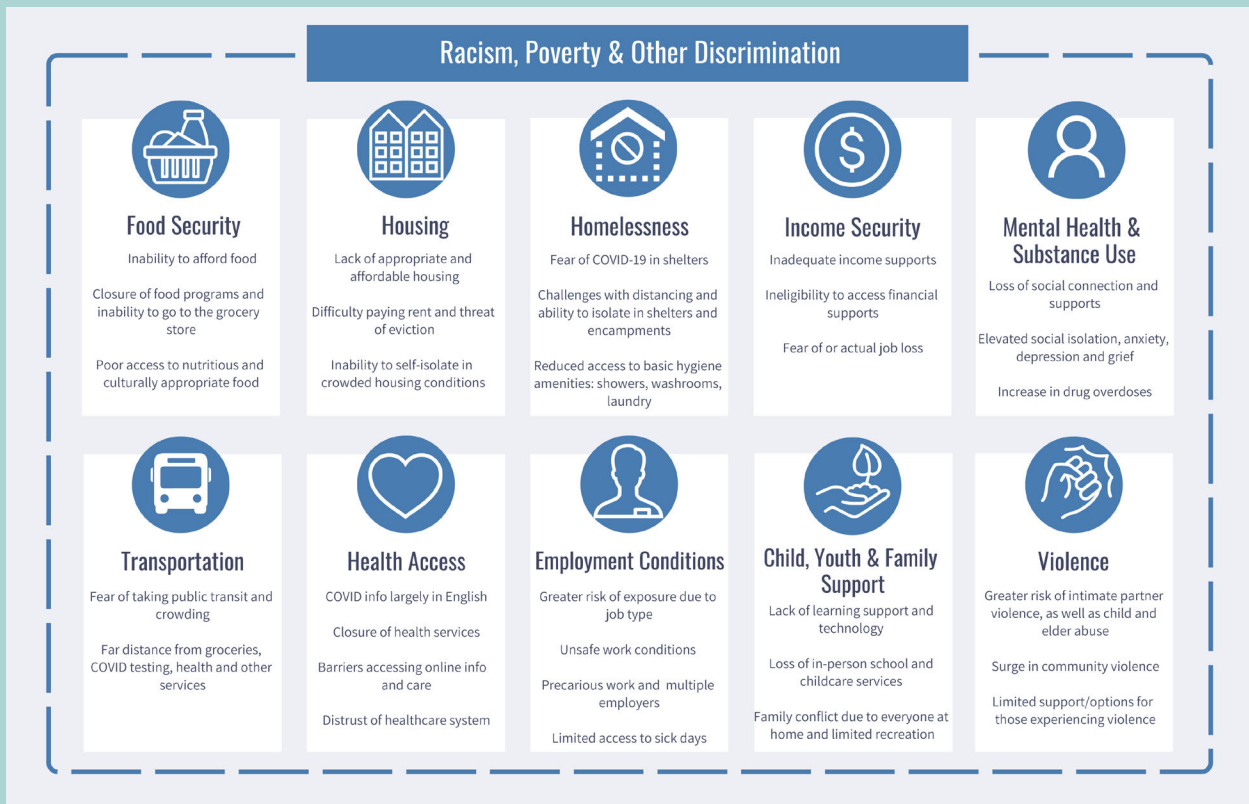 Racism, Poverty & Other Discrimination
Food Security
Inability to afford food
Closure of food programs and
inability to go to the grocery
store
Poor access to nutritious and
culturally appropriate food
Housing
Lack of appropriate and
affordable housing
Difficulty paying rent and threat
of eviction
Inability to self-isolate in
crowded housing conditions
Homelessness
Fear of COVID-19 in shelters
Challenges with distancing and
ability to isolate in shelters and
encampments
Reduced access to basic hygiene
amenities: showers, washrooms,
laundry
$
Income Security
Inadequate income supports
Ineligibility to access financial
supports
Fear of or actual job loss
Mental Health &
Substance Use
Loss of social connection and
supports
Elevated social isolation, anxiety,
depression and grief
Increase in drug overdoses
Transportation
Fear of taking public transit and
crowding
Far distance from groceries,
COVID testing, health and other
services
Health Access
COVID info largely in English
Closure of health services
Barriers accessing online info
and care
Distrust of healthcare system
Employment Conditions
Greater risk of exposure due to
job type
Unsafe work conditions
Precarious work and multiple
employers
Limited access to sick days
Child, Youth & Family
Support
Lack of learning support and
technology
Loss of in-person school and
childcare services
Family conflict due to everyone at
home and limited recreation
Violence
Greater risk of intimate partner
violence, as well as child and
elder abuse
Surge in community violence
Limited support/options for
those experiencing violence